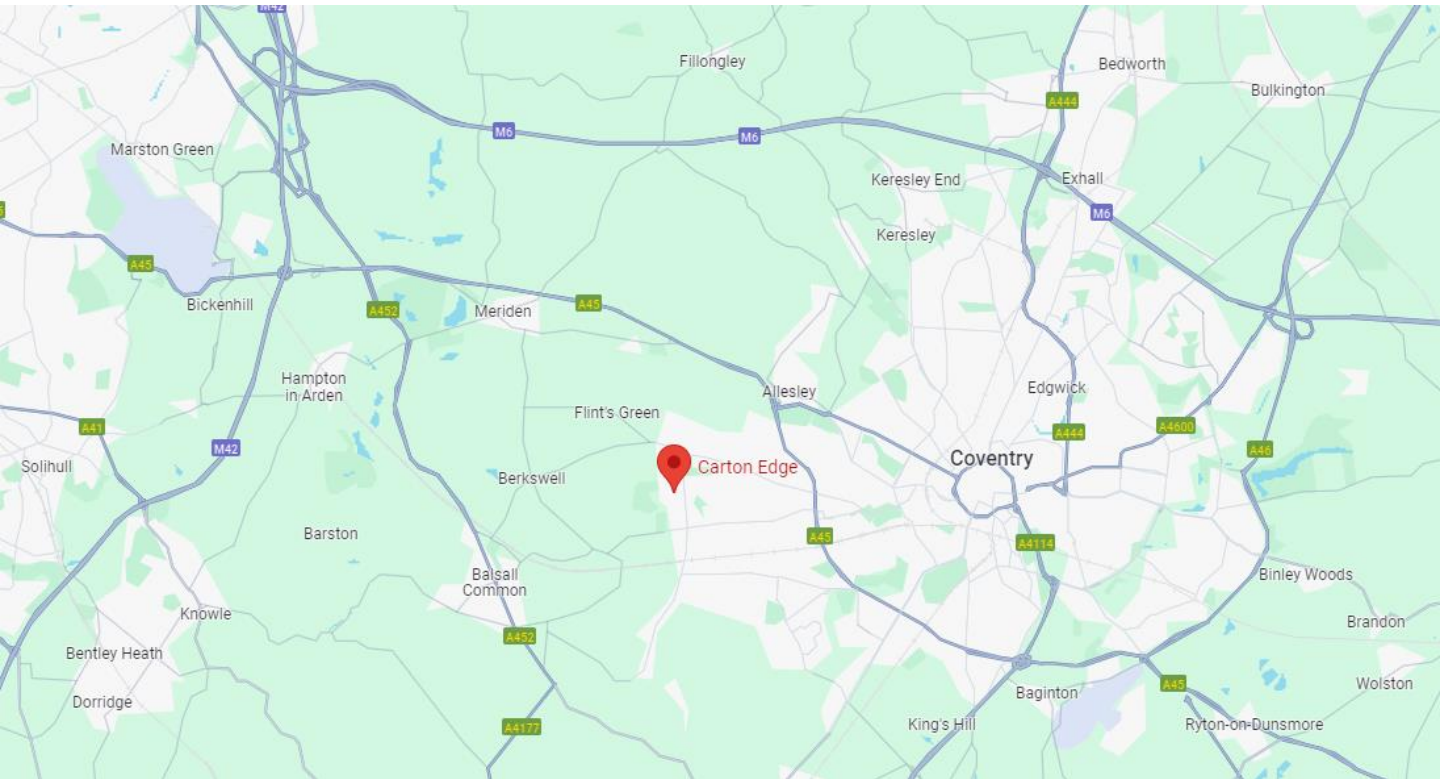 M42
Fillongley
Bedworth
Bulkington
A444
M6
M6
Marston Green
Keresley End
Exhall
M6
Keresley
A45
Bickenhill
A452
Meriden
A45
Hampton
in Arden
Allesley
Edgwick
Flint's Green
A41
A444
A4600
M42
A46
Solihull
Carton Edge
Coventry
Berkswell
Barston
A45
A4114
Balsall
Common
Binley Woods
Knowle
Brandon
A452
Bentley Heath
A45
Wolston
Baginton
Dorridge
A4177
King's Hill
Ryton-on-Dunsmore